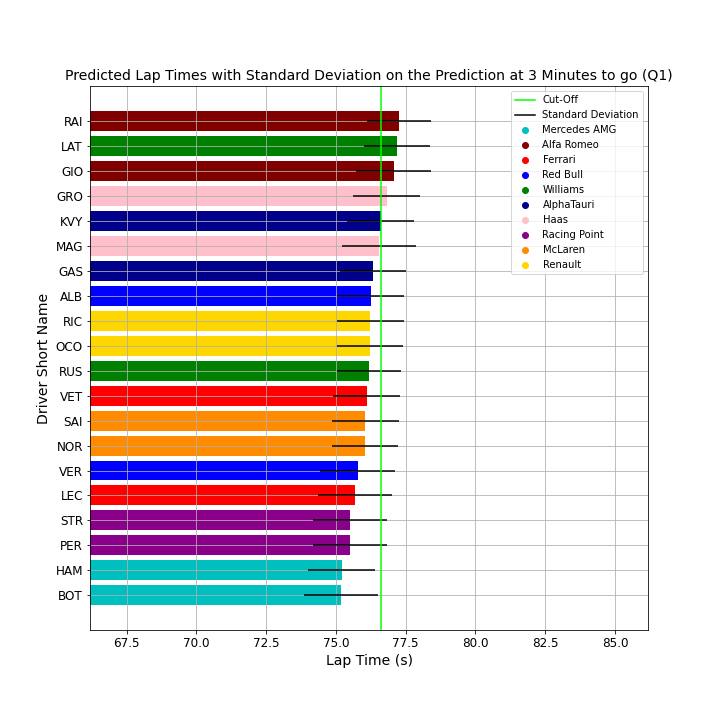 Predicted Lap Times with Standard Deviation on the Prediction at 3 Minutes to go (Q1)
Cut-Off
Standard Deviation
Mercedes AMG
Alfa Romeo
Ferrari
Red Bull
Williams
AlphaTauri
Haas
Racing Point
McLaren
Renault
Driver Short Name
RAI
LAT
GIO
GRO
KVY
MAG
GAS
ALB
RIC
OCO
RUS
VET
SAI
NOR
VER
LEC
STR
PER
HAM
BOT
67.5 70.0 72.5 75.0 77.5 80.0 82.5 85.0
Lap Time (s)